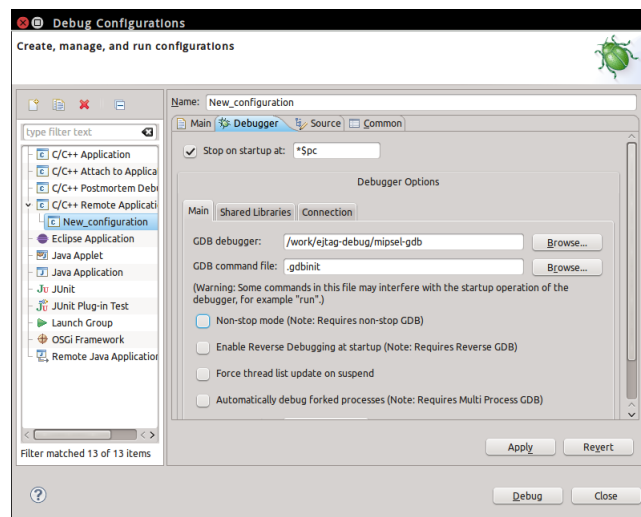 Debug Configurations
Create, manage, and run configurations
Name: New_configuration
type filter text
C/C++ Application
C/C++ Attach to Applica
C/C++ Postmortem Deb
C/C++ Remote Applicati
New_configuration
Eclipse Application
Java Applet
Java Application
JUnit
JUnit Plug-in Test
Launch Group
OSGi Framework
Remote Java Application
Filter matched 13 of 13 items
Main Debugger Source Common
Stop on startup at: *$pc
Debugger Options
Main Shared Libraries Connection
GDB debugger: /work/ejtag-debug/mipsel-gdb Browse...
GDB command file: .gdbinit Browse...
(Warning: Some commands in this file may interfere with the startup operation of the
debugger, for example "run".)
Non-stop mode (Note: Requires non-stop GDB)
Enable Reverse Debugging at startup (Note: Requires Reverse GDB)
Force thread list update on suspend
Automatically debug forked processes (Note: Requires Multi Process GDB)
Apply Revert
Debug Close